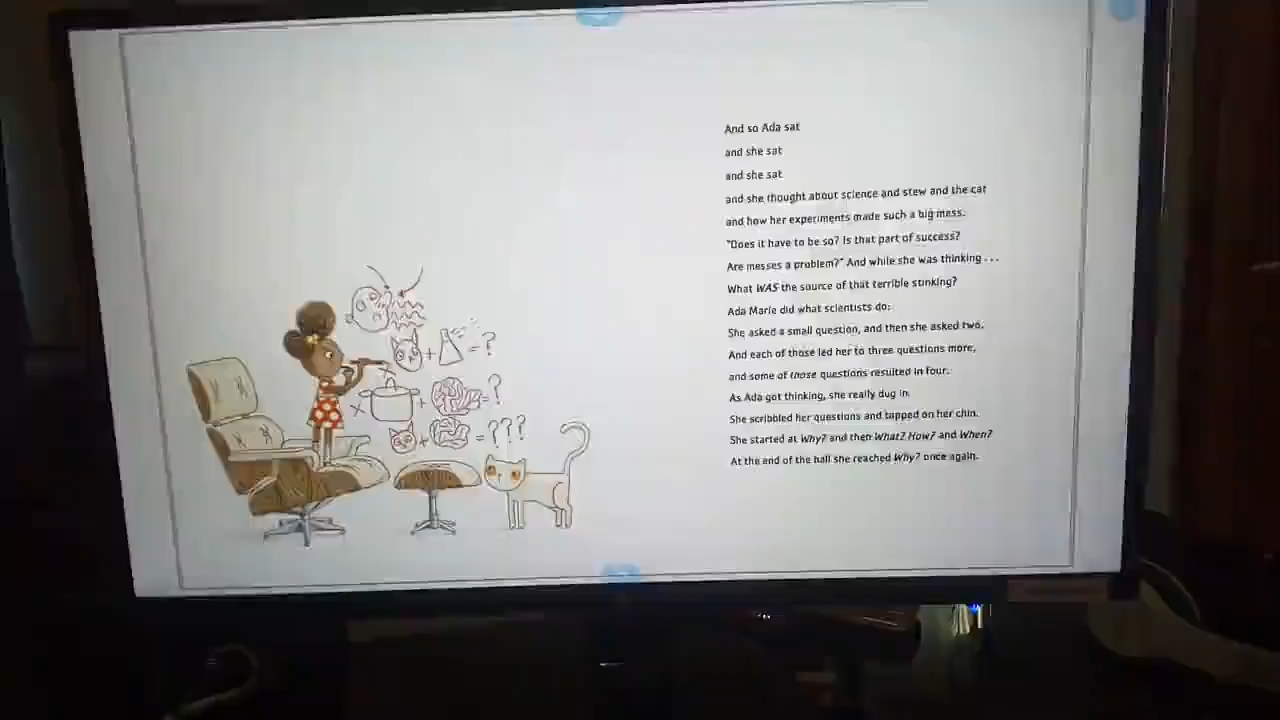 And so Ada sat
and she sat
and she sat
and she thought about science and stew and the cat
and how her experiments made such a big mess.
"Does it have to be so? Is that part of success?
Are messes a problem?" And while she was thinking . . .
What WAS the source of that terrible stinking?
Ada Marie did what scientists do:
She asked a small question, and then she asked two.
And each of those led her to three questions more,
and some of those questions resulted in four.
As Ada got thinking, she really dug in.
She scribbled her questions and tapped on her chin.
She started at Why? and then What? How? and When?
At the end of the hall she reached Why? once again.
+ = ?
× + = ?
+ = ???